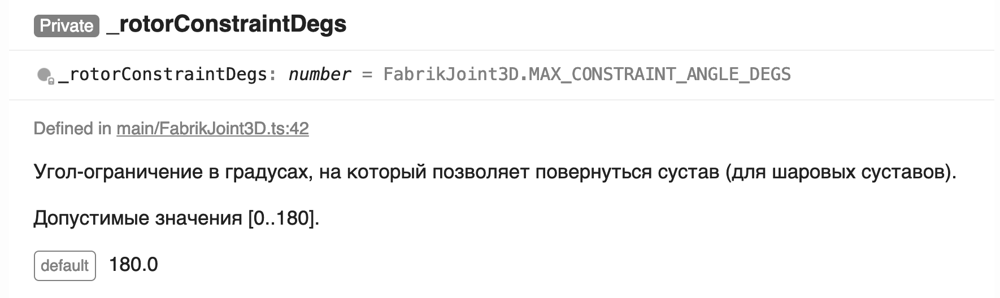 Private _rotorConstraintDegs
_rotorConstraintDegs: number = FabrikJoint3D.MAX_CONSTRAINT_ANGLE_DEGS
Defined in main/FabrikJoint3D.ts:42
Угол-ограничение в градусах, на который позволяет повернуться сустав (для шаровых суставов).
Допустимые значения [0..180].
default 180.0